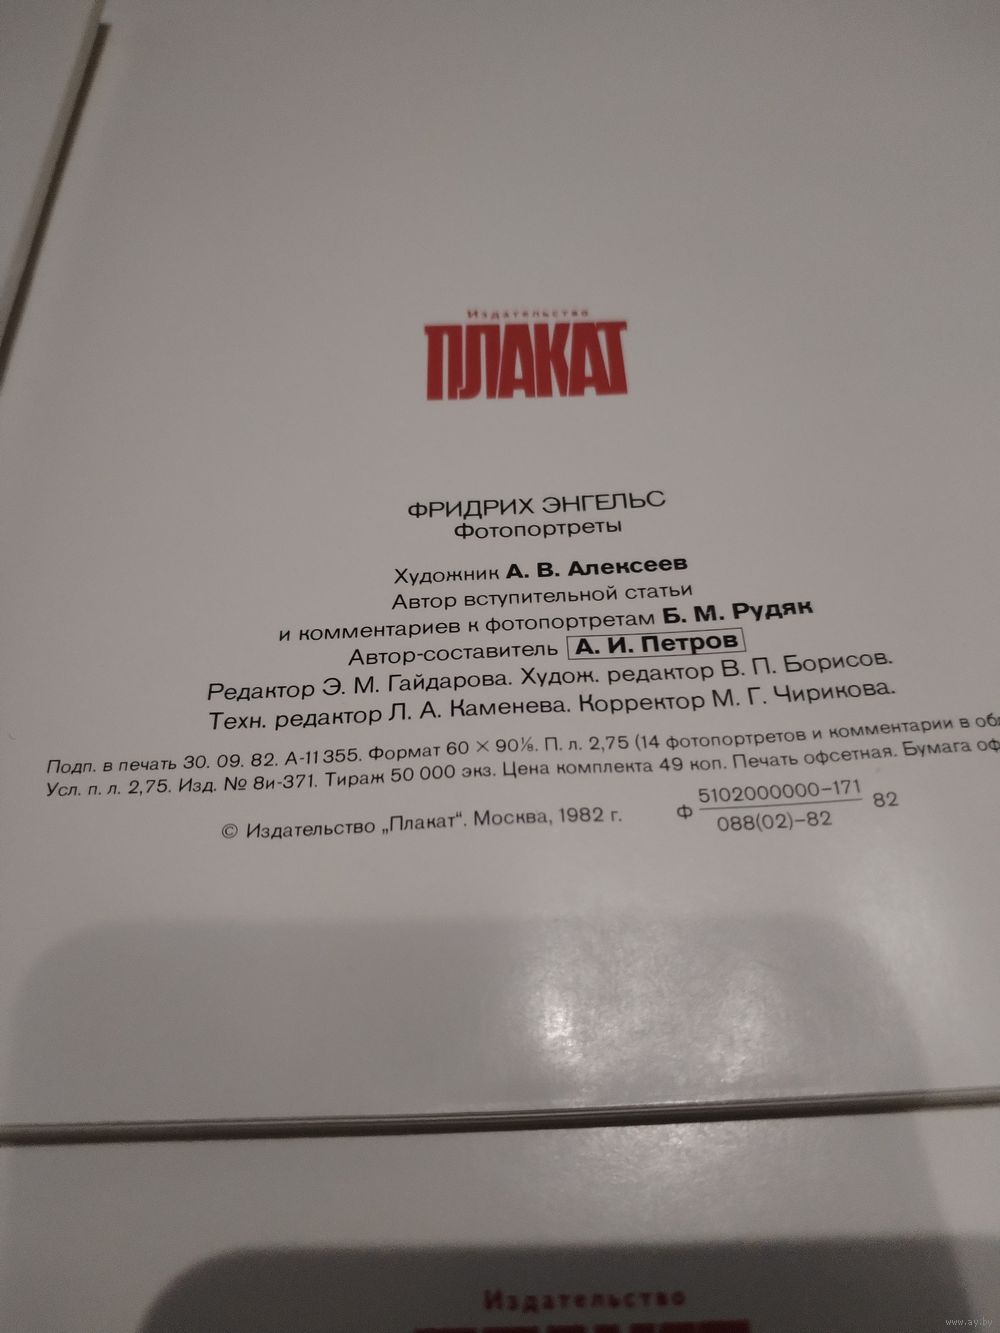 Издательство
ПЛАКАТ
ФРИДРИХ ЭНГЕЛЬС
Фотопортреты
Художник А. В. Алексеев
Автор вступительной статьи
и комментариев к фотопортретам Б. М. Рудяк
Автор-составитель А. И. Петров
Редактор Э. М. Гайдарова. Худож. редактор В. П. Борисов.
Техн. редактор Л. А. Каменева. Корректор М. Г. Чирикова.
Подп. в печать 30. 09. 82. А-11355. Формат 60 × 90⅛. П. л. 2,75 (14 фотопортретов и комментарии в
Усл. п. л. 2,75. Изд. № 8и-371. Тираж 50 000 экз. Цена комплекта 49 коп. Печать офсетная. Бумага
© Издательство „Плакат“. Москва, 1982 г.
Ф 5102000000–171 82
088(02)–82
Издательство
www.ay.by